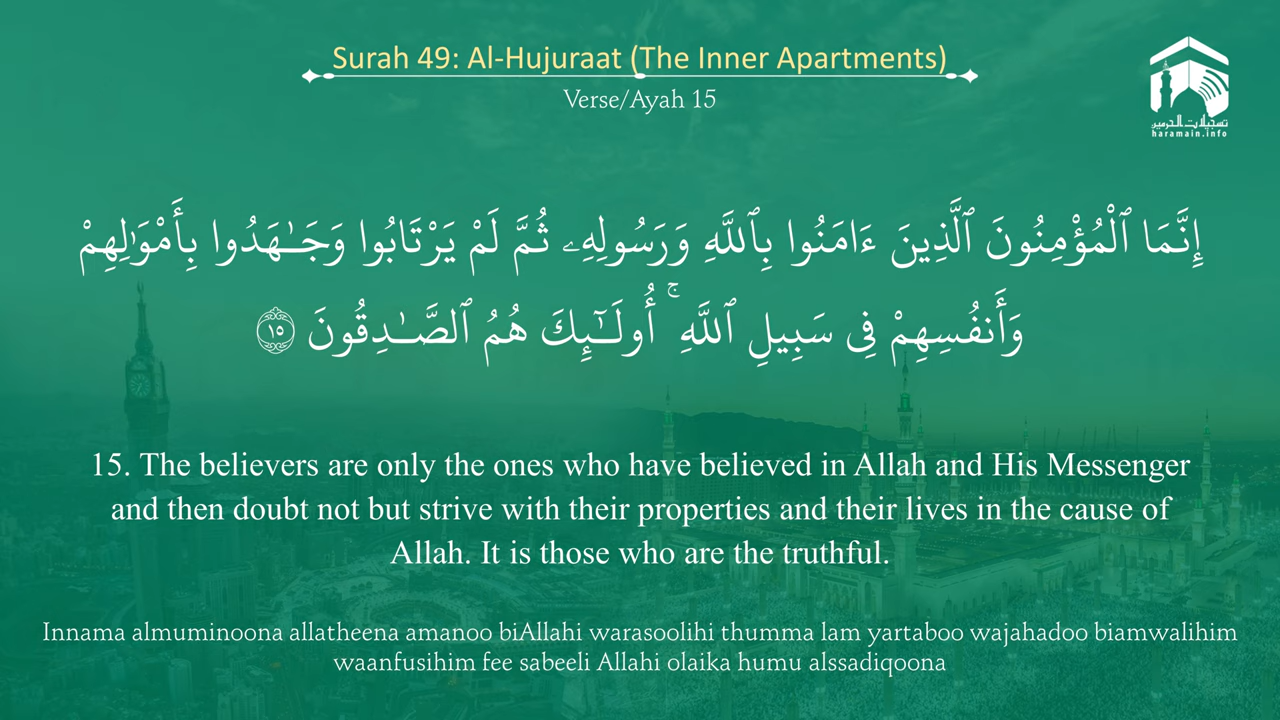 Surah 49: Al-Hujuraat (The Inner Apartments)
Verse/Ayah 15
تسجيلات الحرمين
haramain.info
إِنَّمَا ٱلْمُؤْمِنُونَ ٱلَّذِينَ ءَامَنُوا بِٱللَّهِ وَرَسُولِهِۦ ثُمَّ لَمْ يَرْتَابُوا وَجَـٰهَدُوا بِأَمْوَٰلِهِمْ
وَأَنفُسِهِمْ فِى سَبِيلِ ٱللَّهِ ۚ أُولَـٰٓئِكَ هُمُ ٱلصَّـٰدِقُونَ ١٥
15. The believers are only the ones who have believed in Allah and His Messenger
and then doubt not but strive with their properties and their lives in the cause of
Allah. It is those who are the truthful.
Innama almuminoona allatheena amanoo biAllahi warasoolihi thumma lam yartaboo wajahadoo biamwalihim
waanfusihim fee sabeeli Allahi olaika humu alssadiqoona